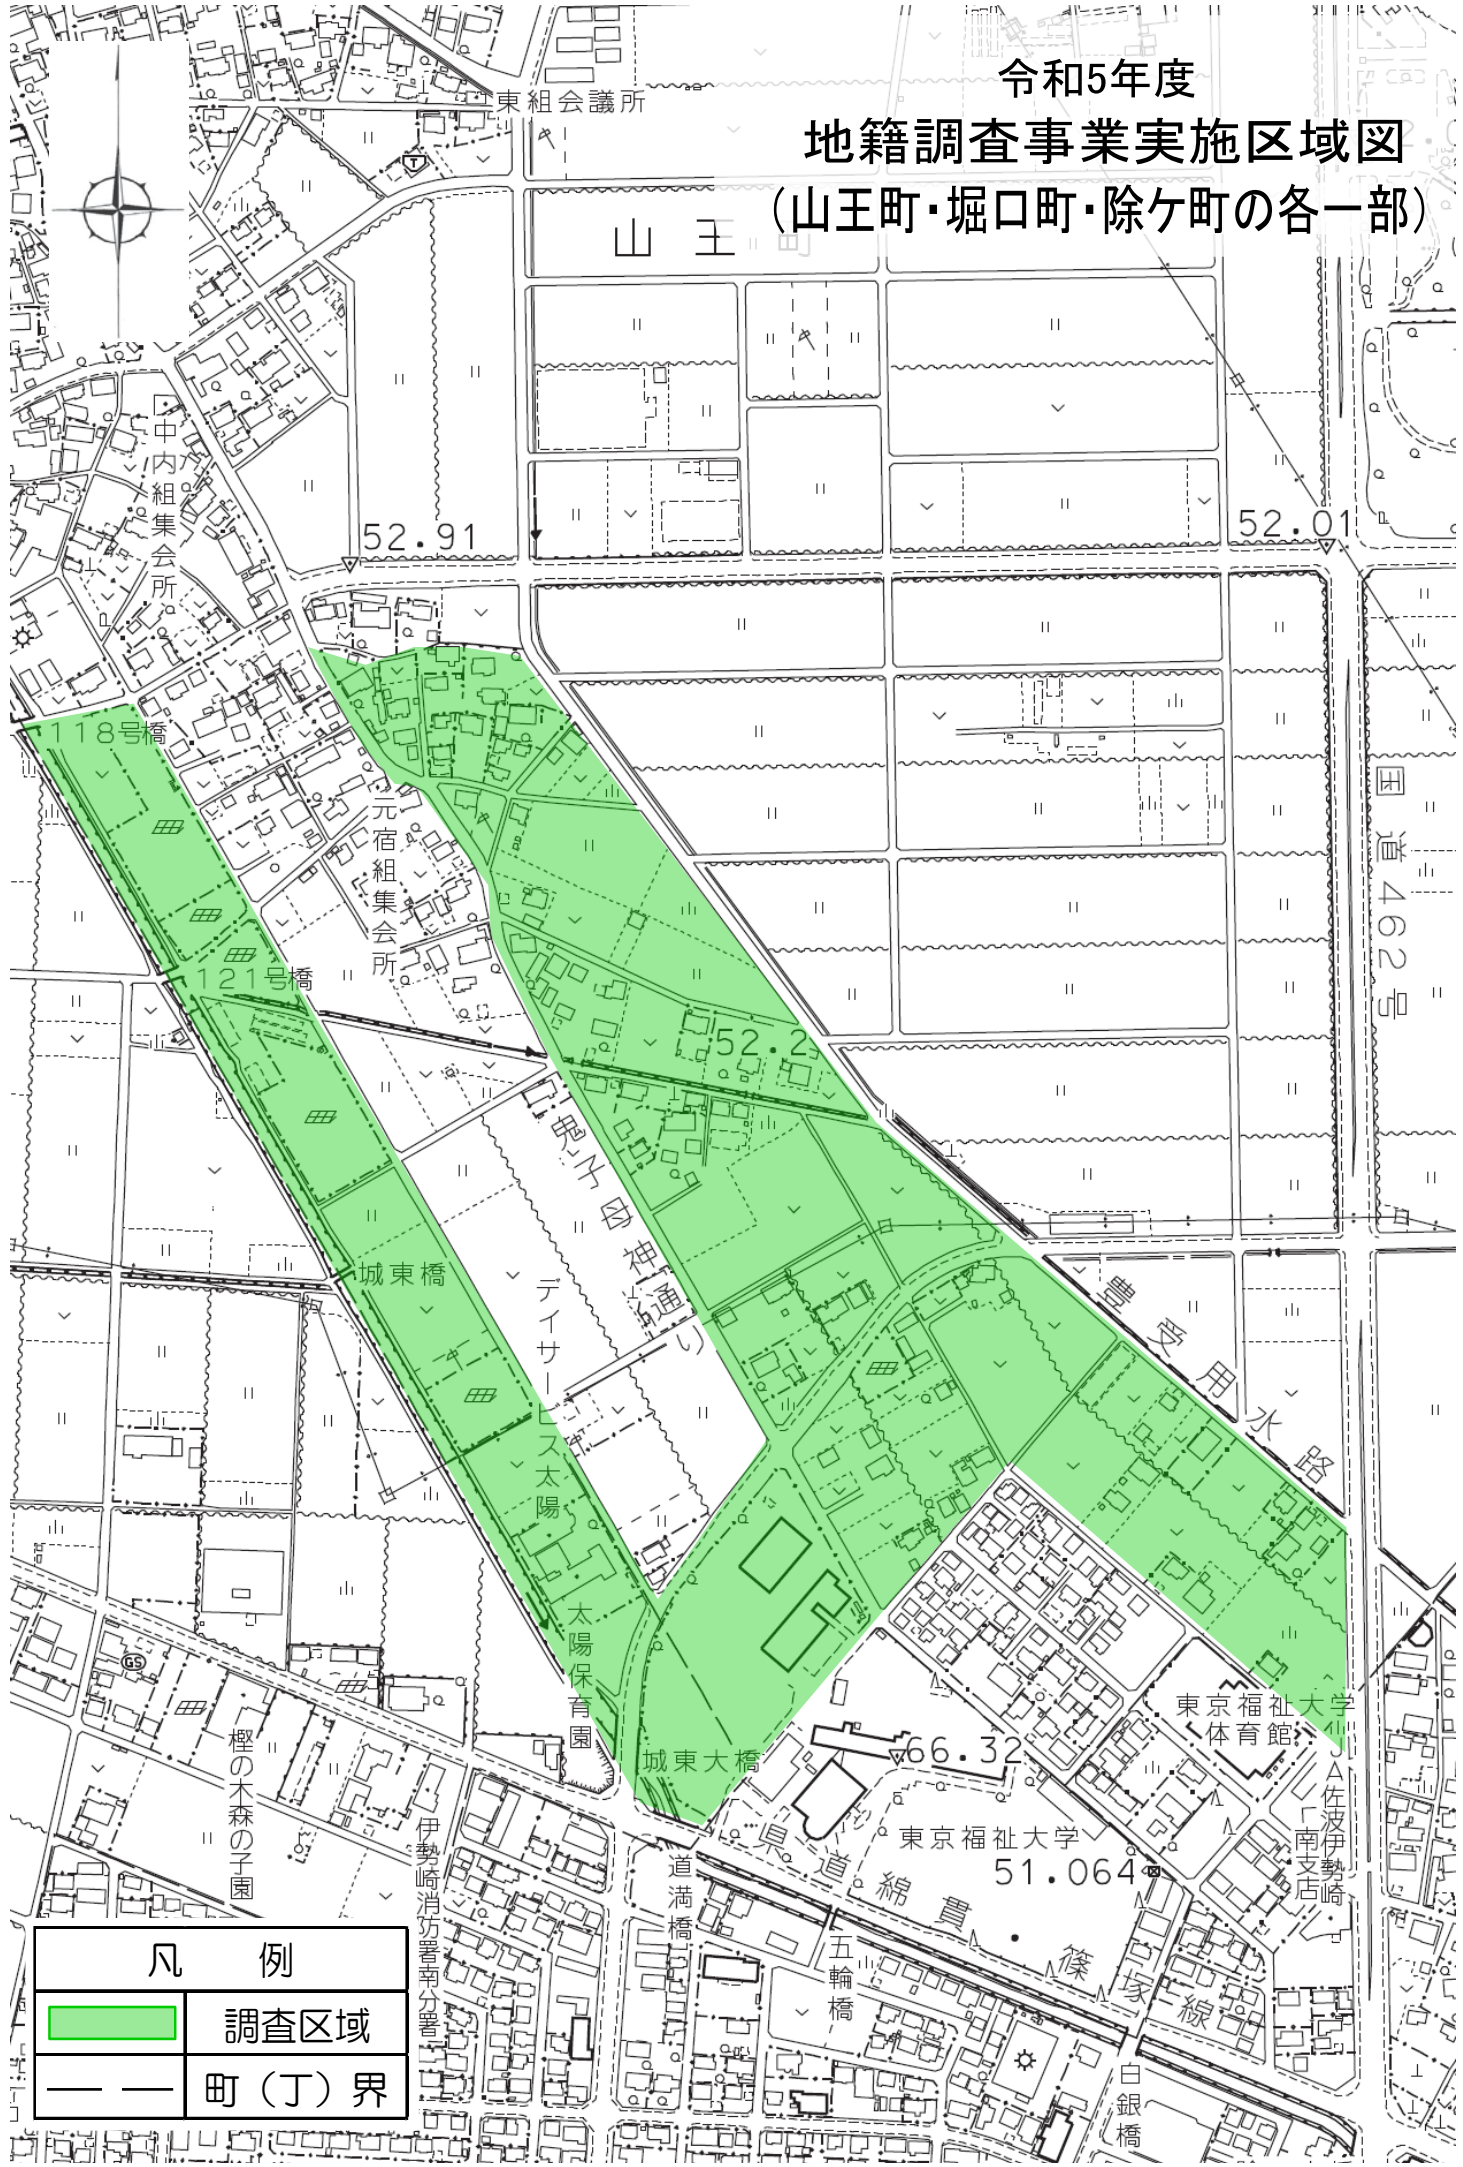 令和5年度
地籍調査事業実施区域図
(山王町・堀口町・除ケ町の各一部)
東組会議所
山王町
中内組集会所
52.91
52.01
118号橋
元宿組集会所
国道462号
121号橋
52.2
鬼子母神通り
城東橋
デイサービス太陽
豊受用水路
太陽保育園
GS
東京福祉大学
体育館
城東大橋
66.32
樫の木森の子園
JA佐波伊勢崎
南支店
東京福祉大学
51.064
伊勢崎消防署南分署
道満橋
県道綿貫篠塚線
五輪橋
白銀橋
凡例
調査区域
町(丁)界